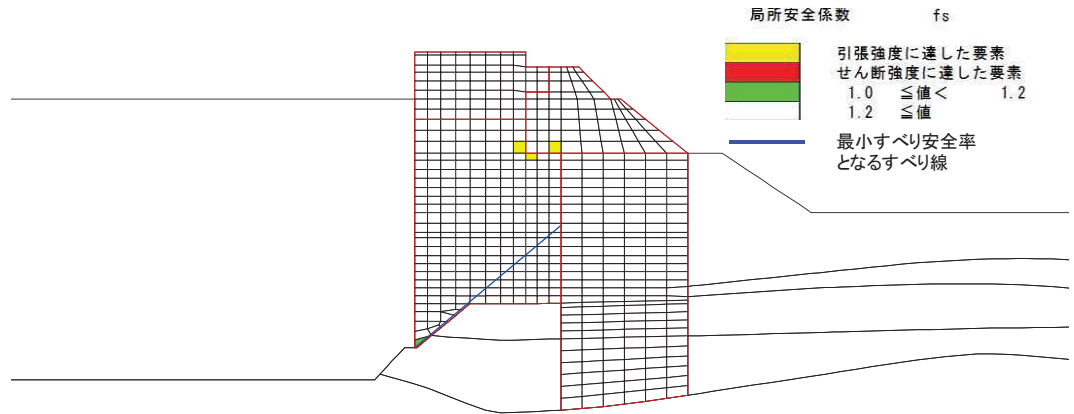 局所安全係数 fs
引張強度に達した要素
せん断強度に達した要素
1.0 ≦値< 1.2
1.2 ≦値
最小すべり安全率
となるすべり線